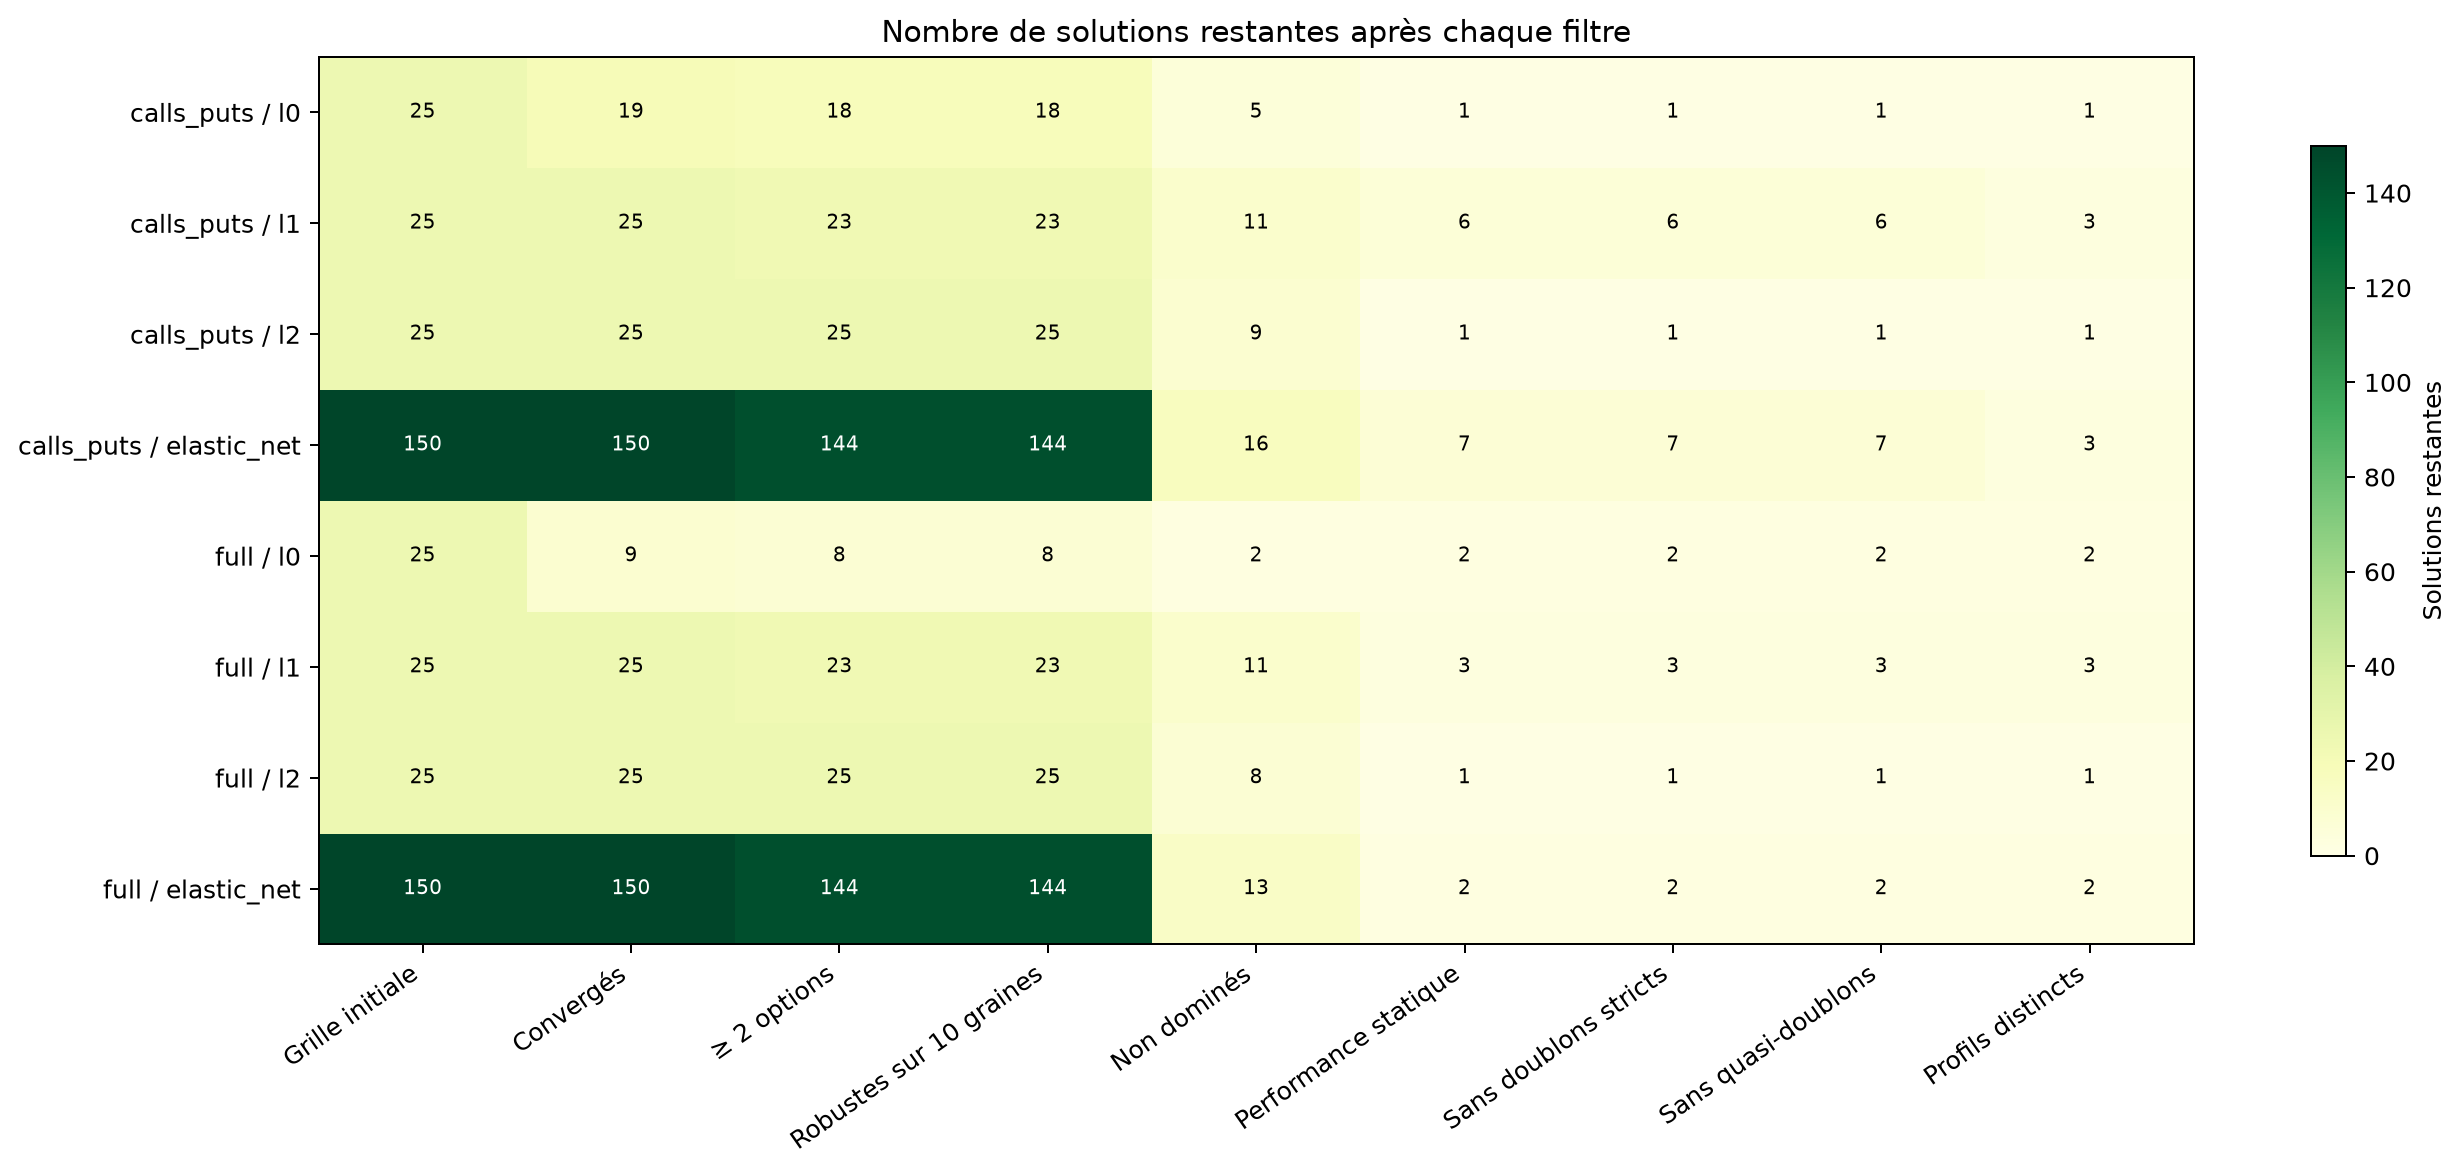 Nombre de solutions restantes après chaque filtre
calls_puts / l0 25 19 18 18 5 1 1 1 1
calls_puts / l1 25 25 23 23 11 6 6 6 3
calls_puts / l2 25 25 25 25 9 1 1 1 1
calls_puts / elastic_net 150 150 144 144 16 7 7 7 3
full / l0 25 9 8 8 2 2 2 2 2
full / l1 25 25 23 23 11 3 3 3 3
full / l2 25 25 25 25 8 1 1 1 1
full / elastic_net 150 150 144 144 13 2 2 2 2
Grille initiale
Convergés
≥ 2 options
Robustes sur 10 graines
Non dominés
Performance statique
Sans doublons stricts
Sans quasi-doublons
Profils distincts
140
120
100
80
60
40
20
0
Solutions restantes